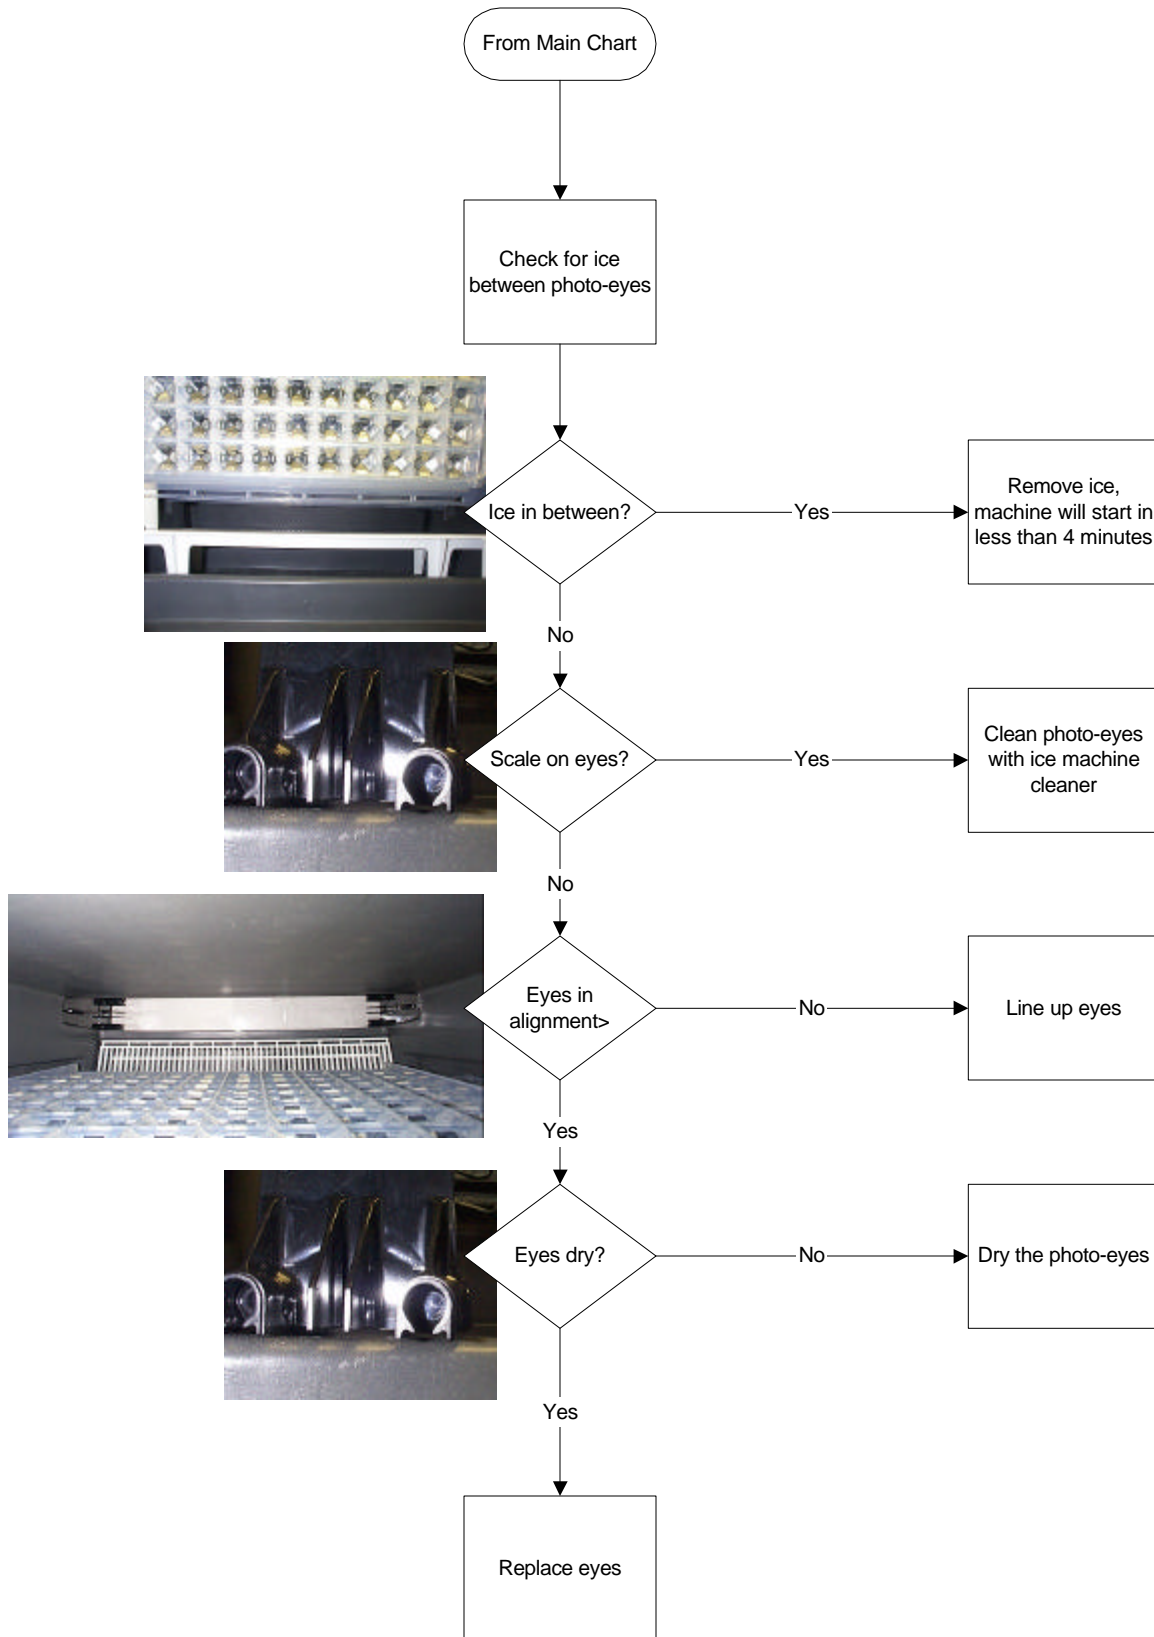 From Main Chart
Check for ice
between photo-eyes
Ice in between?
Yes
Remove ice,
machine will start in
less than 4 minutes
No
Scale on eyes?
Yes
Clean photo-eyes
with ice machine
cleaner
No
Eyes in
alignment>
No
Line up eyes
Yes
Eyes dry?
No
Dry the photo-eyes
Yes
Replace eyes